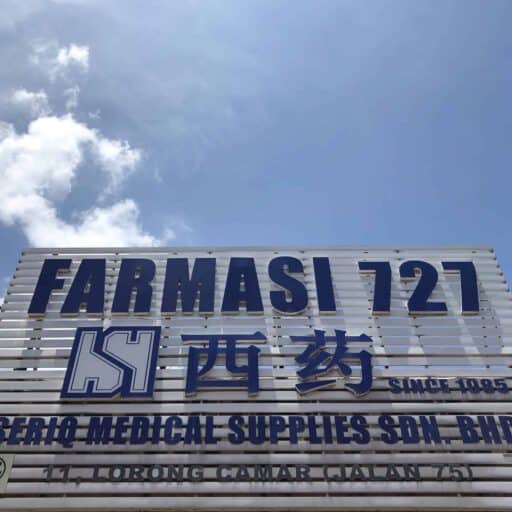 FARMASI 727
西药 SINCE 1985
SERIQ MEDICAL SUPPLIES SDN. BHD
11, LORONG CAMAR (JALAN 75)